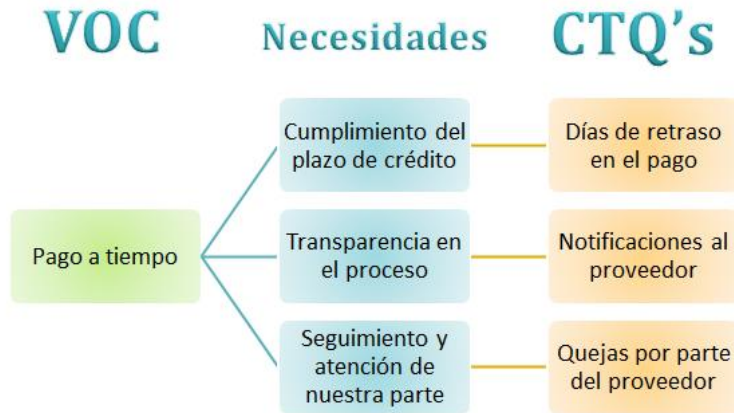 VOC
Necesidades
CTQ's
Pago a tiempo
Cumplimiento del
plazo de crédito
Días de retraso
en el pago
Transparencia en
el proceso
Notificaciones al
proveedor
Seguimiento y
atención de
nuestra parte
Quejas por parte
del proveedor